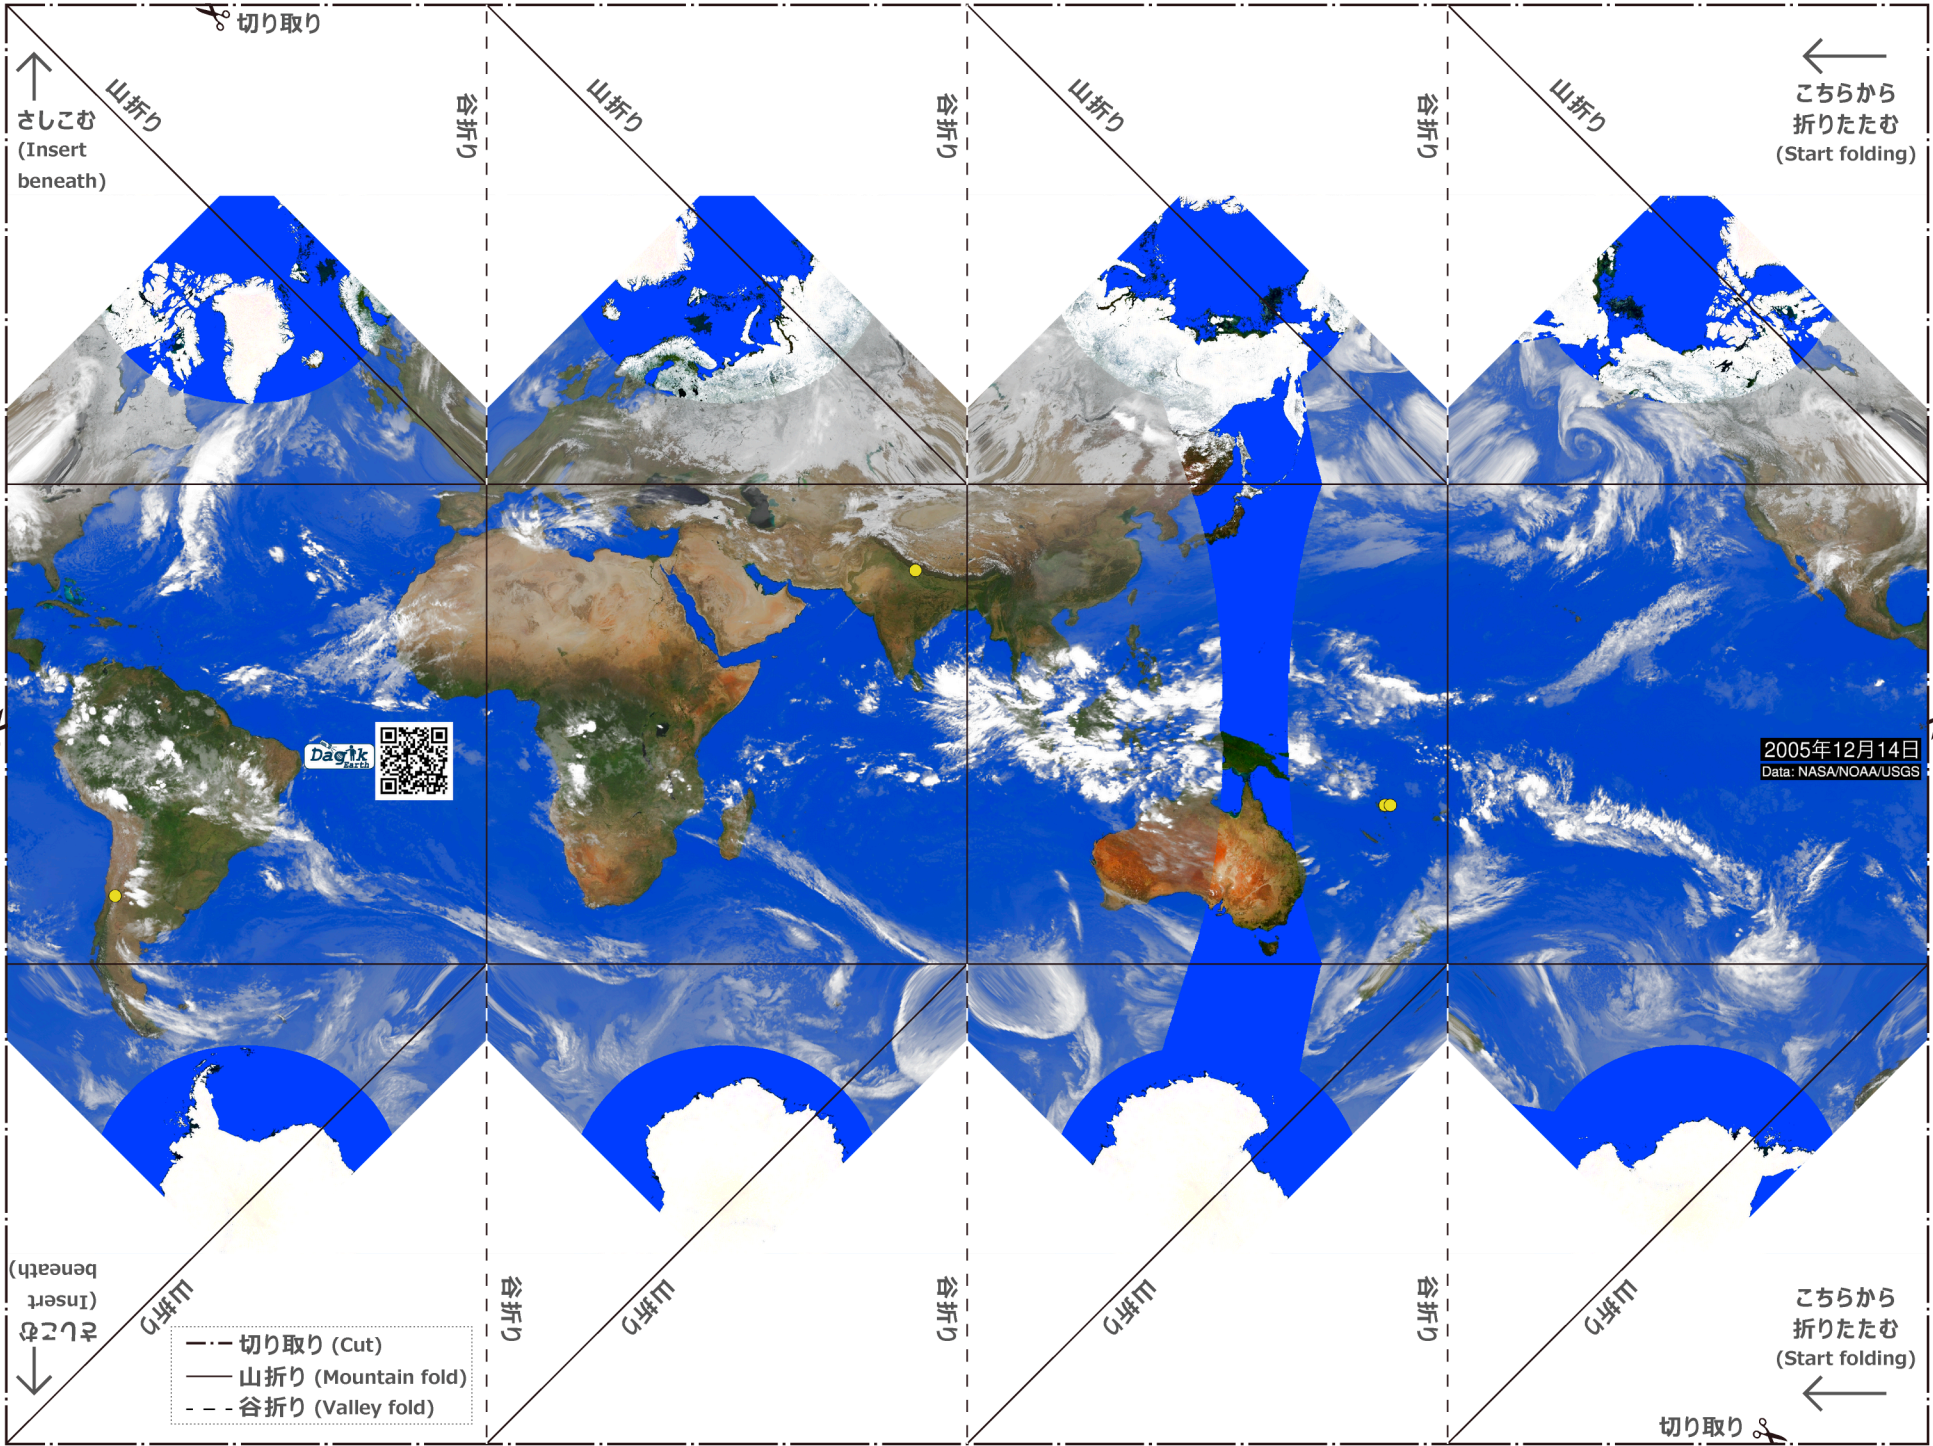 切り取り
さしこむ
(Insert
beneath)
山折り
谷折り
山折り
谷折り
山折り
谷折り
山折り
こちらから
折りたたむ
(Start folding)
Dagik
Earth
2005年12月14日
Data: NASA/NOAA/USGS
さしこむ
(Insert
beneath)
山折り
谷折り
山折り
谷折り
山折り
谷折り
山折り
こちらから
折りたたむ
(Start folding)
切り取り (Cut)
山折り (Mountain fold)
谷折り (Valley fold)
切り取り